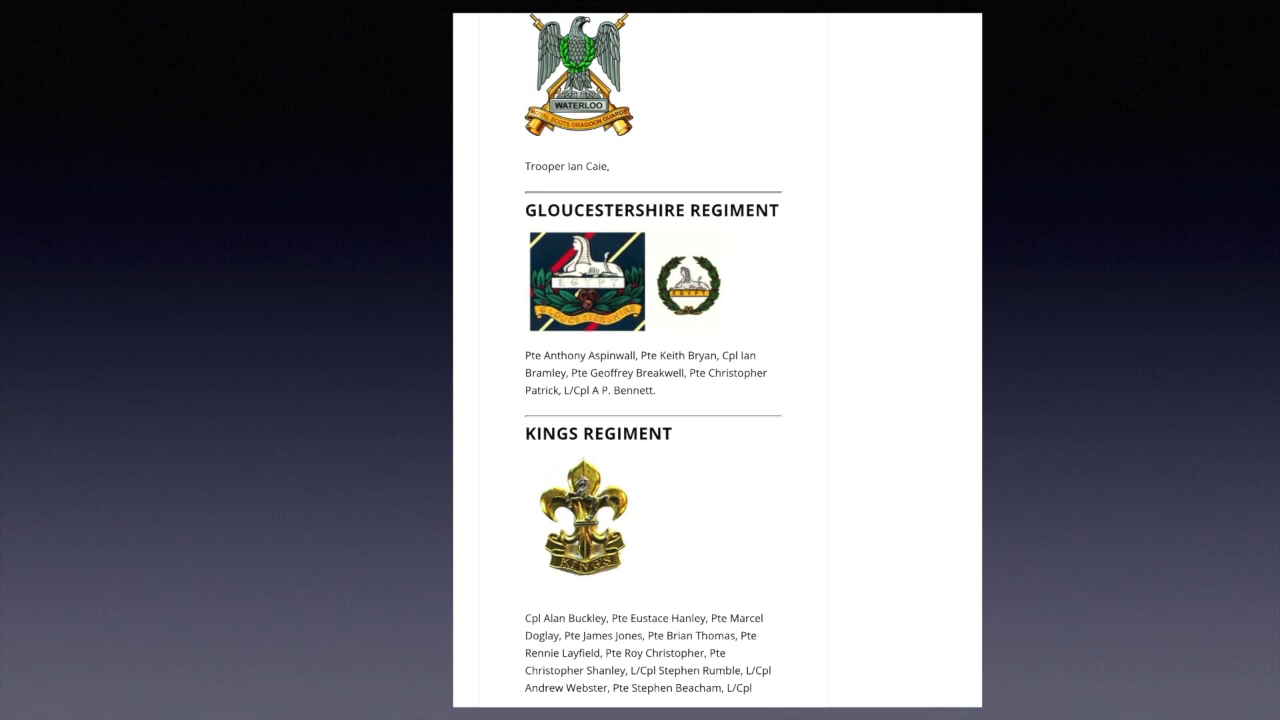 WATERLOO
ROYAL SCOTS DRAGOON GUARDS
Trooper Ian Caie,
GLOUCESTERSHIRE REGIMENT
EGYPT
GLOUCESTERSHIRE
EGYPT
Pte Anthony Aspinwall, Pte Keith Bryan, Cpl Ian
Bramley, Pte Geoffrey Breakwell, Pte Christopher
Patrick, L/Cpl A P. Bennett.
KINGS REGIMENT
KINGS
Cpl Alan Buckley, Pte Eustace Hanley, Pte Marcel
Doglay, Pte James Jones, Pte Brian Thomas, Pte
Rennie Layfield, Pte Roy Christopher, Pte
Christopher Shanley, L/Cpl Stephen Rumble, L/Cpl
Andrew Webster, Pte Stephen Beacham, L/Cpl